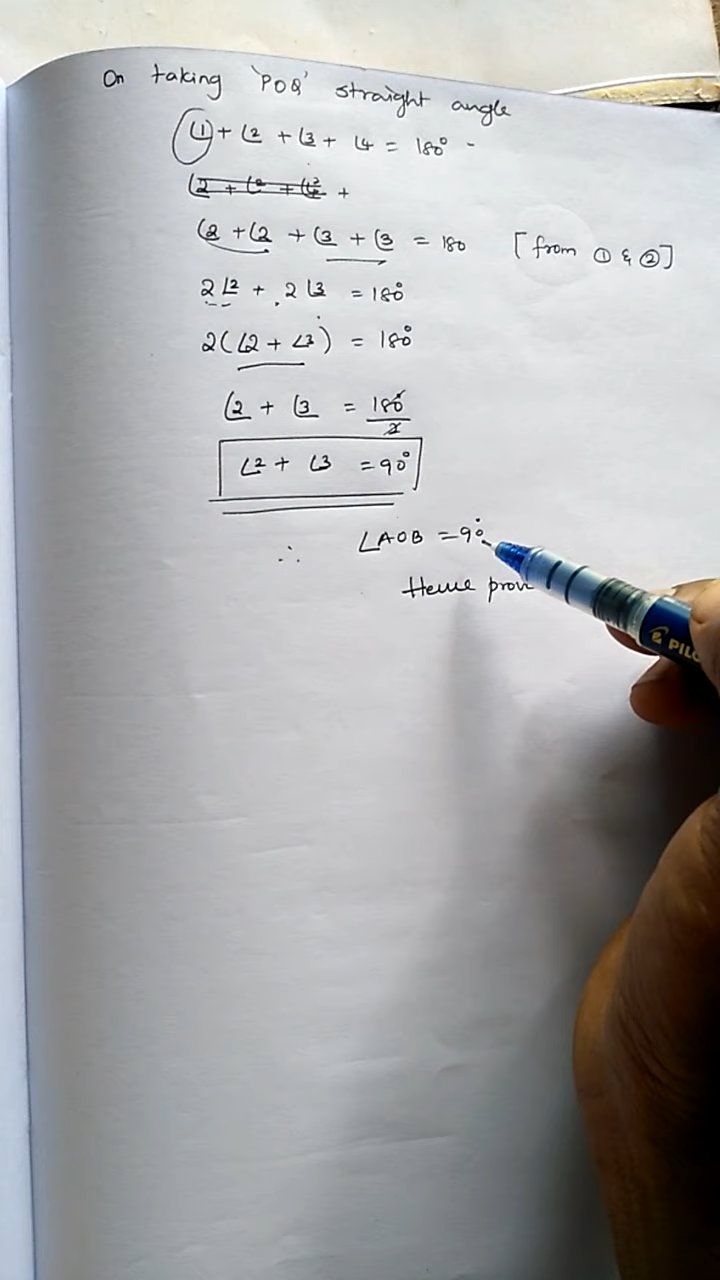 On taking 'POQ' straight angle
∠1 + ∠2 + ∠3 + ∠4 = 180° -
∠2 + ∠2 + ∠3 + ∠3 = 180 [from ① & ②]
2∠2 + 2∠3 = 180°
2(∠2 + ∠3) = 180°
∠2 + ∠3 = 180°/2
∠2 + ∠3 = 90°
∴ ∠AOB = 90°
Hence prov
PILO